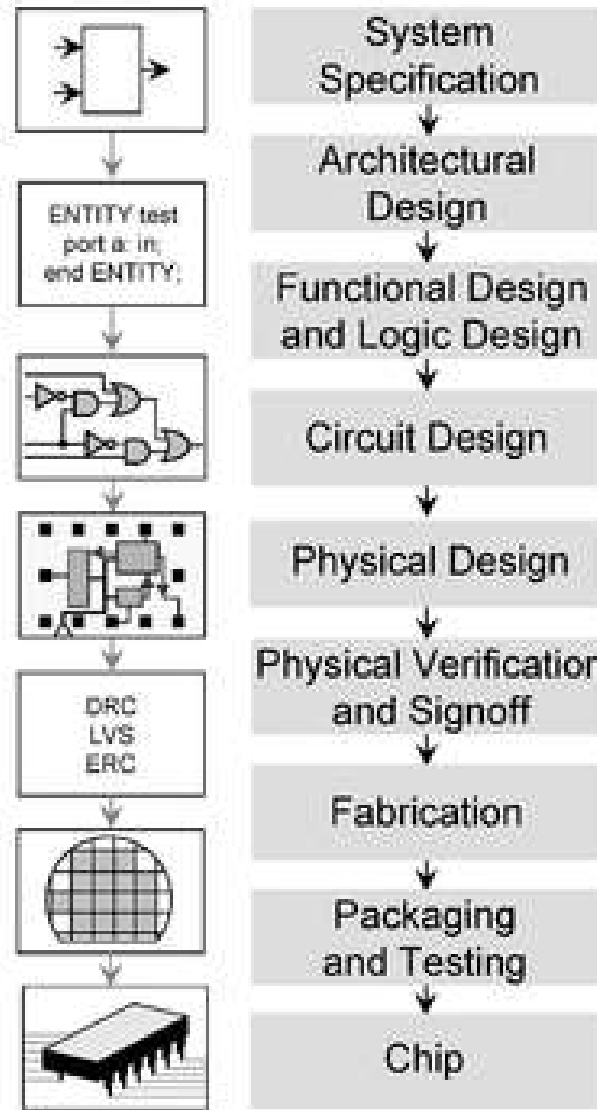 System
Specification
Architectural
Design
ENTITY test
port a: in;
end ENTITY;
Functional Design
and Logic Design
Circuit Design
Physical Design
Physical Verification
and Signoff
DRC
LVS
ERC
Fabrication
Packaging
and Testing
Chip